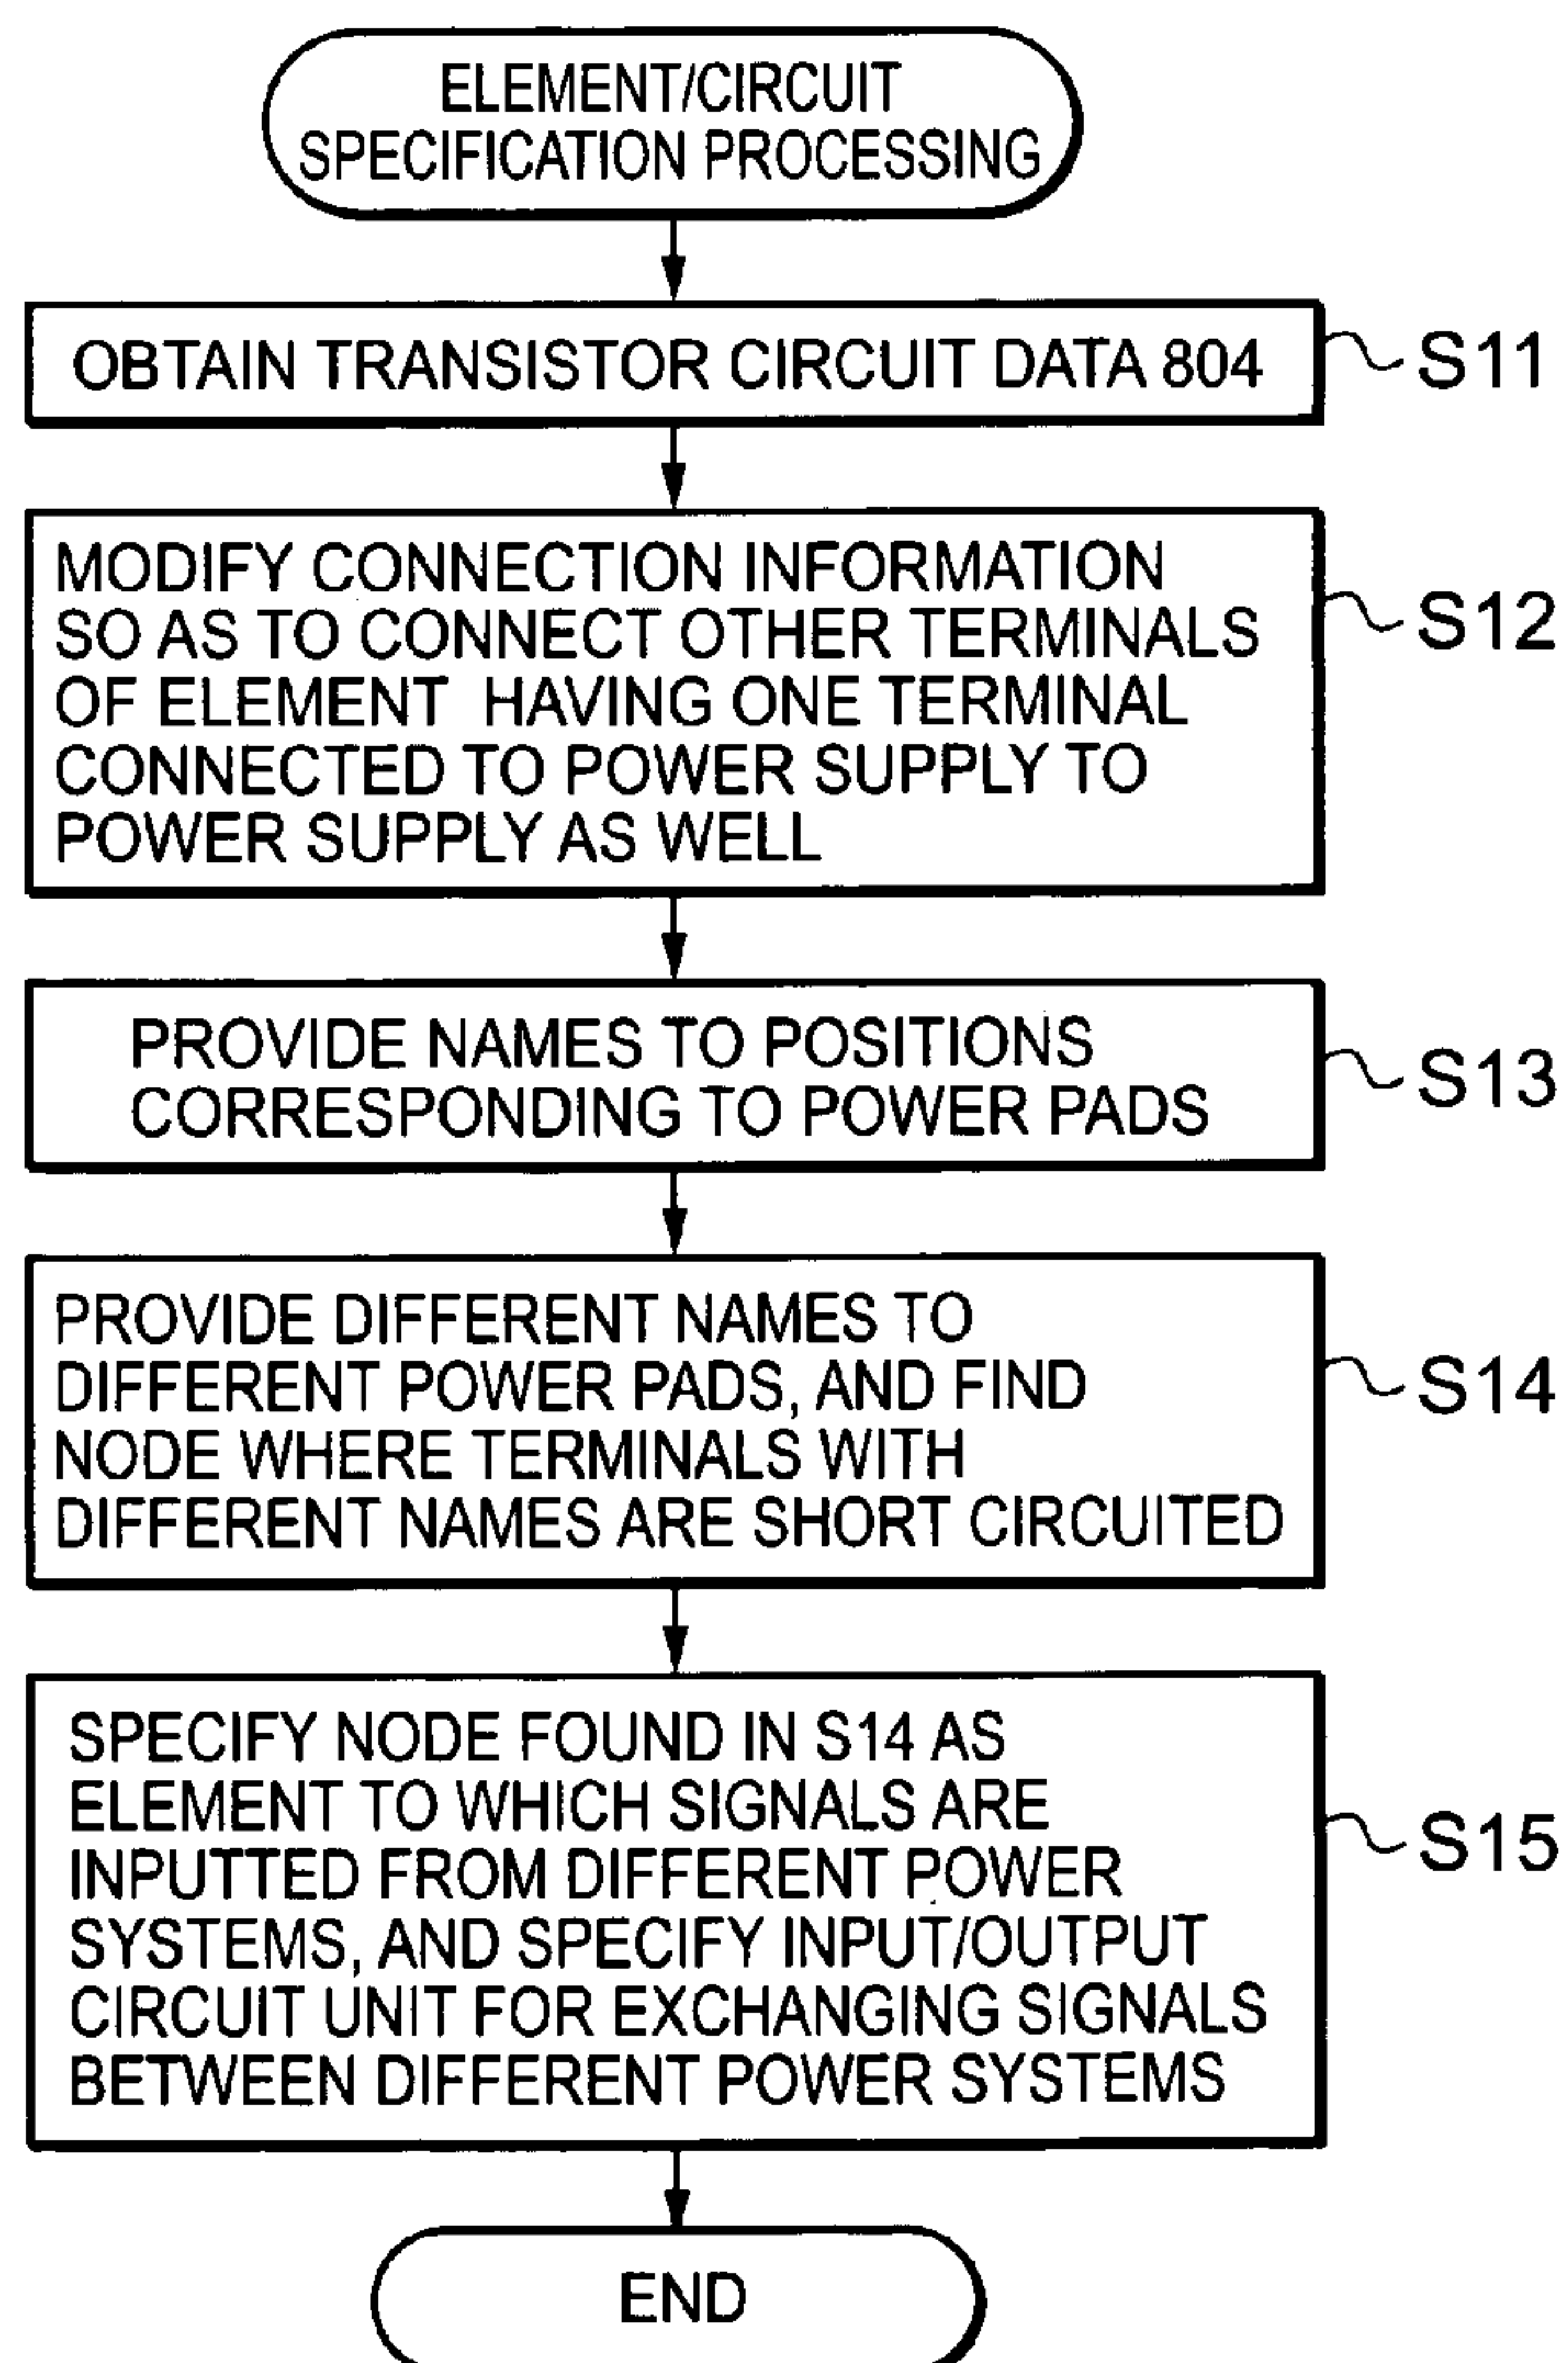 ELEMENT/CIRCUIT
SPECIFICATION PROCESSING
OBTAIN TRANSISTOR CIRCUIT DATA 804
S11
MODIFY CONNECTION INFORMATION
SO AS TO CONNECT OTHER TERMINALS
OF ELEMENT HAVING ONE TERMINAL
CONNECTED TO POWER SUPPLY TO
POWER SUPPLY AS WELL
S12
PROVIDE NAMES TO POSITIONS
CORRESPONDING TO POWER PADS
S13
PROVIDE DIFFERENT NAMES TO
DIFFERENT POWER PADS, AND FIND
NODE WHERE TERMINALS WITH
DIFFERENT NAMES ARE SHORT CIRCUITED
S14
SPECIFY NODE FOUND IN S14 AS
ELEMENT TO WHICH SIGNALS ARE
INPUTTED FROM DIFFERENT POWER
SYSTEMS, AND SPECIFY INPUT/OUTPUT
CIRCUIT UNIT FOR EXCHANGING SIGNALS
BETWEEN DIFFERENT POWER SYSTEMS
S15
END